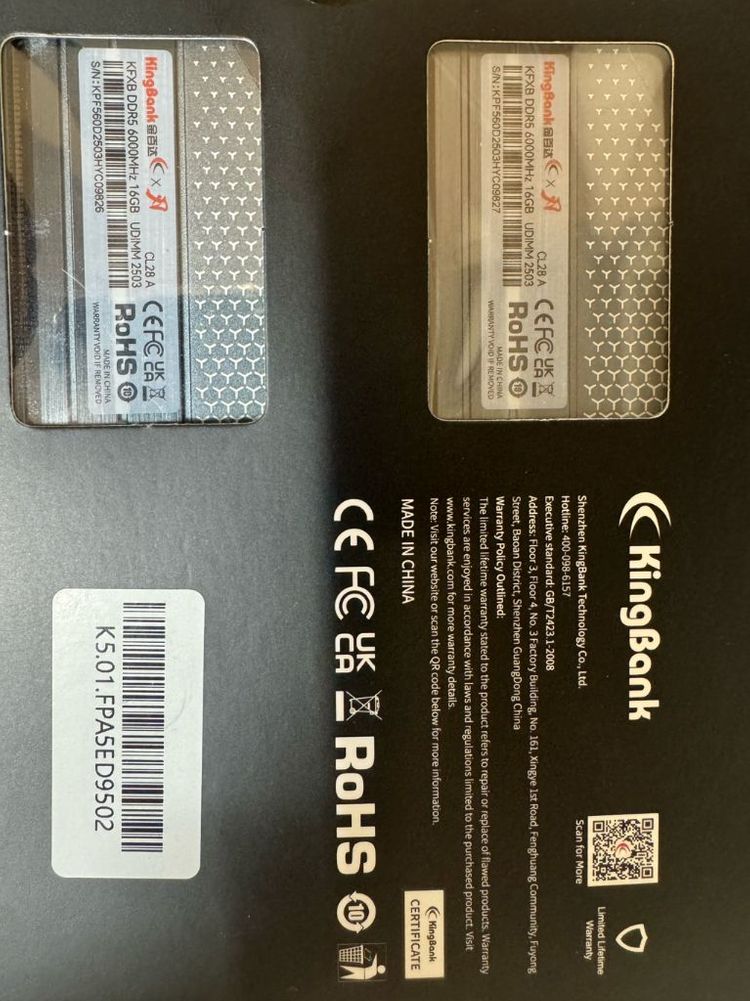 KingBank 金百达 X
KFXB DDR5 6000MHz 16GB UDIMM 2503
CL28 A
S/N:KPF560D2503HYC09827
CE FC UK CA
RoHS 10
MADE IN CHINA
WARRANTY VOID IF REMOVED
KingBank 金百达 X
KFXB DDR5 6000MHz 16GB UDIMM 2503
CL28 A
S/N:KPF560D2503HYC09826
CE FC UK CA
RoHS 10
MADE IN CHINA
WARRANTY VOID IF REMOVED
KingBank
Shenzhen KingBank Technology Co., Ltd.
Hotline: 400-098-6157
Executive standard: GB/T2423.1-2008
Address: Floor 3, Floor 4, No. 3 Factory Building, No. 161, Xingye 1st Road, Fenghuang Community, Fuyong
Street, Baoan District, Shenzhen GuangDong China
Warranty Policy Outlined:
The limited lifetime warranty stated to the product refers to repair or replace of flawed products. Warranty
services are enjoyed in accordance with laws and regulations limited to the purchased product. Visit
www.kingbank.com for more warranty details.
Note: Visit our website or scan the QR code below for more information.
MADE IN CHINA
CE FC UK CA RoHS 10
Scan for More
Limited Lifetime
Warranty
KingBank
CERTIFICATE
K5.01.FPA5ED9502